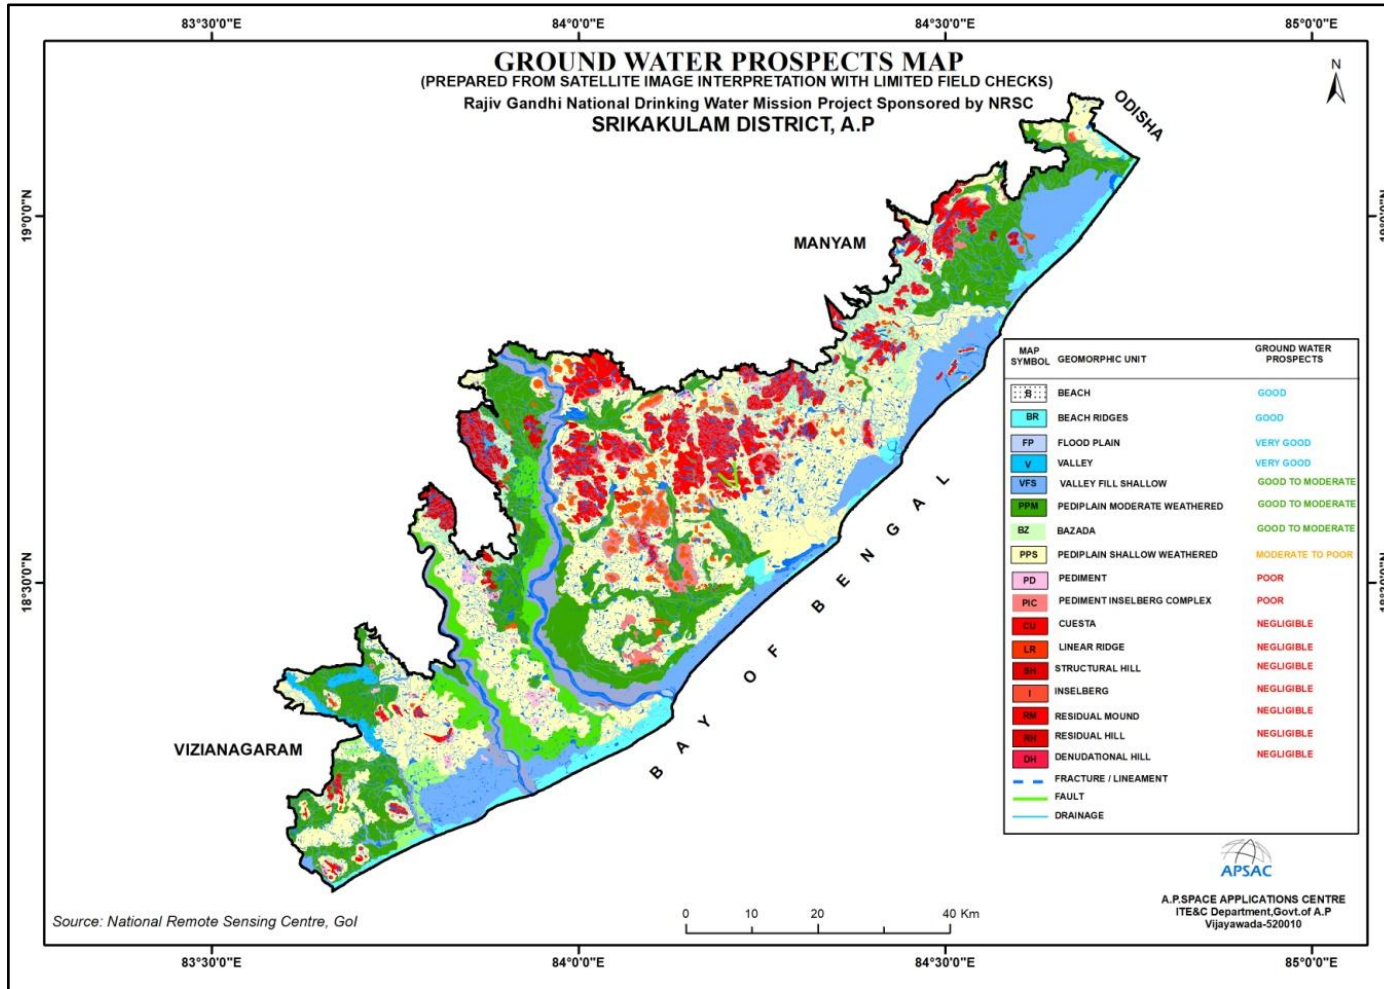 83°30'0"E 84°0'0"E 84°30'0"E 85°0'0"E
GROUND WATER PROSPECTS MAP
(PREPARED FROM SATELLITE IMAGE INTERPRETATION WITH LIMITED FIELD CHECKS)
Rajiv Gandhi National Drinking Water Mission Project Sponsored by NRSC
SRIKAKULAM DISTRICT, A.P
N
ODISHA
19°0'0"N
MANYAM
18°30'0"N
VIZIANAGARAM
BAY OF BENGAL
MAP SYMBOL GEOMORPHIC UNIT GROUND WATER PROSPECTS
B BEACH GOOD
BR BEACH RIDGES GOOD
FP FLOOD PLAIN VERY GOOD
V VALLEY VERY GOOD
VFS VALLEY FILL SHALLOW GOOD TO MODERATE
PPM PEDIPLAIN MODERATE WEATHERED GOOD TO MODERATE
BZ BAZADA GOOD TO MODERATE
PPS PEDIPLAIN SHALLOW WEATHERED MODERATE TO POOR
PD PEDIMENT POOR
PIC PEDIMENT INSELBERG COMPLEX POOR
CU CUESTA NEGLIGIBLE
LR LINEAR RIDGE NEGLIGIBLE
SH STRUCTURAL HILL NEGLIGIBLE
I INSELBERG NEGLIGIBLE
RM RESIDUAL MOUND NEGLIGIBLE
RH RESIDUAL HILL NEGLIGIBLE
DH DENUDATIONAL HILL NEGLIGIBLE
FRACTURE / LINEAMENT
FAULT
DRAINAGE
APSAC
A.P.SPACE APPLICATIONS CENTRE
ITE&C Department,Govt.of A.P
Vijayawada-520010
Source: National Remote Sensing Centre, GoI
0 10 20 40 Km
83°30'0"E 84°0'0"E 84°30'0"E 85°0'0"E